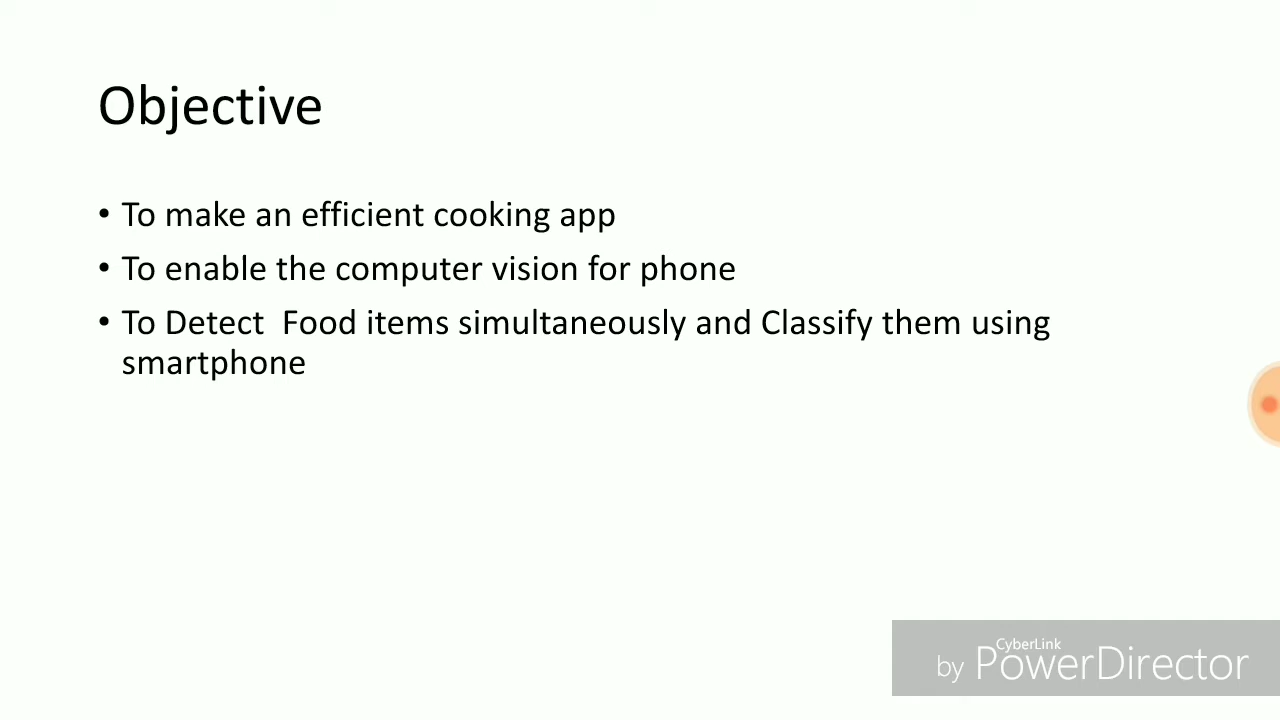 Objective
• To make an efficient cooking app
• To enable the computer vision for phone
• To Detect  Food items simultaneously and Classify them using
smartphone
CyberLink
by PowerDirector